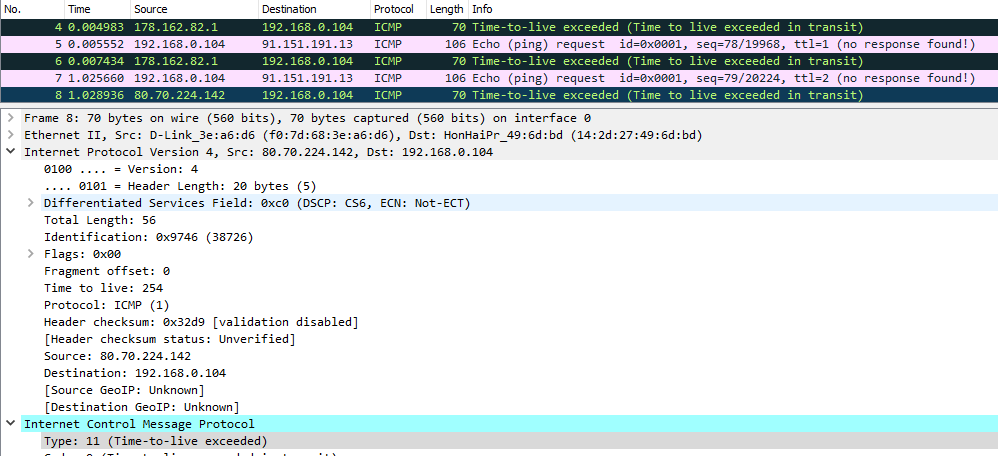 No. Time Source Destination Protocol Length Info
4 0.004983 178.162.82.1 192.168.0.104 ICMP 70 Time-to-live exceeded (Time to live exceeded in transit)
5 0.005552 192.168.0.104 91.151.191.13 ICMP 106 Echo (ping) request id=0x0001, seq=78/19968, ttl=1 (no response found!)
6 0.007434 178.162.82.1 192.168.0.104 ICMP 70 Time-to-live exceeded (Time to live exceeded in transit)
7 1.025660 192.168.0.104 91.151.191.13 ICMP 106 Echo (ping) request id=0x0001, seq=79/20224, ttl=2 (no response found!)
8 1.028936 80.70.224.142 192.168.0.104 ICMP 70 Time-to-live exceeded (Time to live exceeded in transit)
Frame 8: 70 bytes on wire (560 bits), 70 bytes captured (560 bits) on interface 0
Ethernet II, Src: D-Link_3e:a6:d6 (f0:7d:68:3e:a6:d6), Dst: HonHaiPr_49:6d:bd (14:2d:27:49:6d:bd)
Internet Protocol Version 4, Src: 80.70.224.142, Dst: 192.168.0.104
0100 .... = Version: 4
.... 0101 = Header Length: 20 bytes (5)
Differentiated Services Field: 0xc0 (DSCP: CS6, ECN: Not-ECT)
Total Length: 56
Identification: 0x9746 (38726)
Flags: 0x00
Fragment offset: 0
Time to live: 254
Protocol: ICMP (1)
Header checksum: 0x32d9 [validation disabled]
[Header checksum status: Unverified]
Source: 80.70.224.142
Destination: 192.168.0.104
[Source GeoIP: Unknown]
[Destination GeoIP: Unknown]
Internet Control Message Protocol
Type: 11 (Time-to-live exceeded)